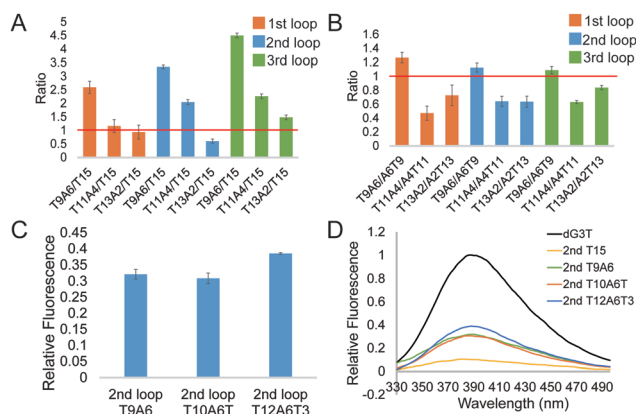 A
1st loop
2nd loop
3rd loop
Ratio
5
4.5
4
3.5
3
2.5
2
1.5
1
0.5
0
T9A6/T15
T11A4/T15
T13A2/T15
T9A6/T15
T11A4/T15
T13A2/T15
T9A6/T15
T11A4/T15
T13A2/T15
B
1st loop
2nd loop
3rd loop
Ratio
1.6
1.4
1.2
1
0.8
0.6
0.4
0.2
0
T9A6/A6T9
T11A4/A4T11
T13A2/A2T13
T9A6/A6T9
T11A4/A4T11
T13A2/A2T13
T9A6/A6T9
T11A4/A4T11
T13A2/A2T13
C
Relative Fluorescence
0.45
0.4
0.35
0.3
0.25
0.2
0.15
0.1
0.05
0
2nd loop
T9A6
2nd loop
T10A6T
2nd loop
T12A6T3
D
Relative Fluorescence
1.2
1
0.8
0.6
0.4
0.2
0
-0.2
330 350 370 390 410 430 450 470 490
Wavelength (nm)
dG3T
2nd T15
2nd T9A6
2nd T10A6T
2nd T12A6T3